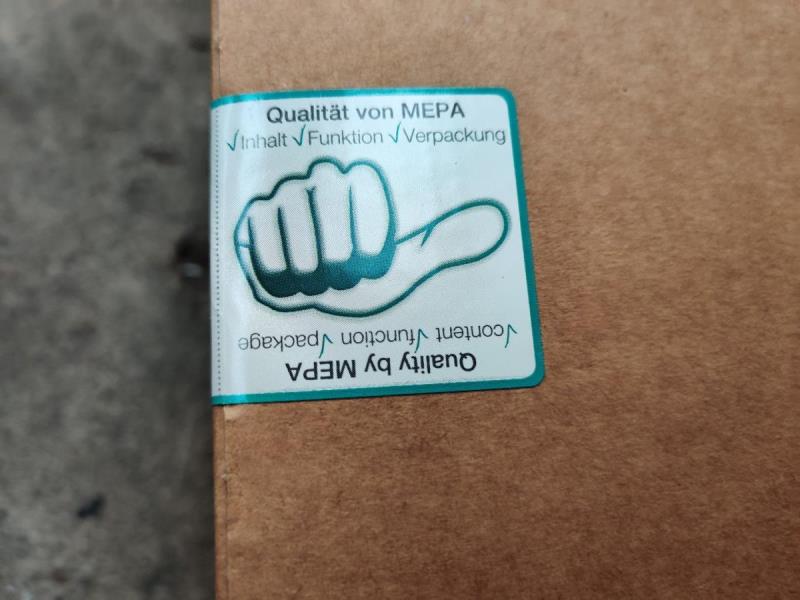 Qualität von MEPA
√Inhalt √Funktion √Verpackung
Quality by MEPA
√content √function √package